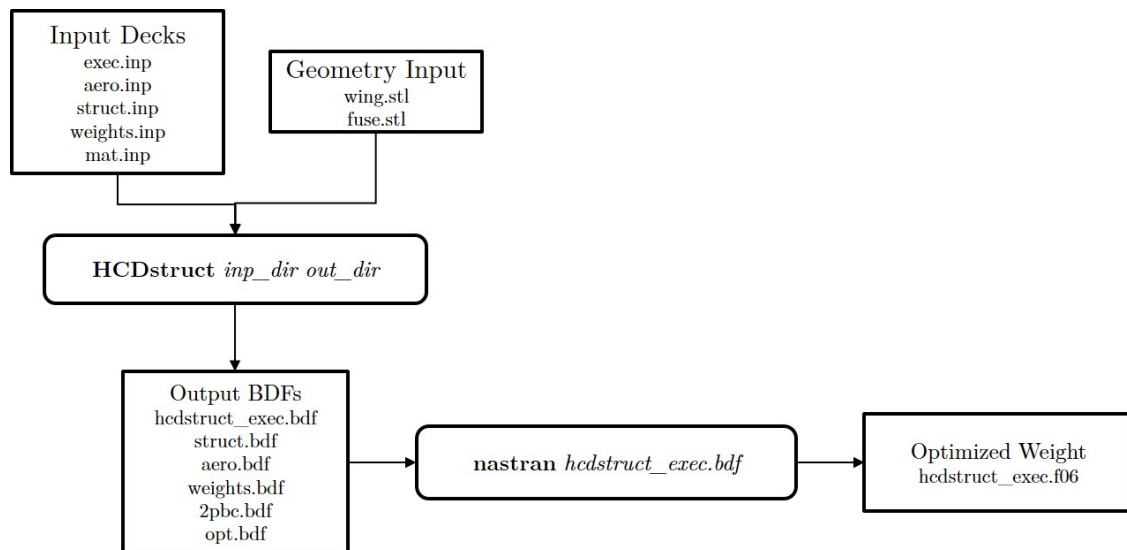 Input Decks
exec.inp
aero.inp
struct.inp
weights.inp
mat.inp
Geometry Input
wing.stl
fuse.stl
HCDstruct inp_dir out_dir
Output BDFs
hcdstruct_exec.bdf
struct.bdf
aero.bdf
weights.bdf
2pbc.bdf
opt.bdf
nastran hcdstruct_exec.bdf
Optimized Weight
hcdstruct_exec.f06